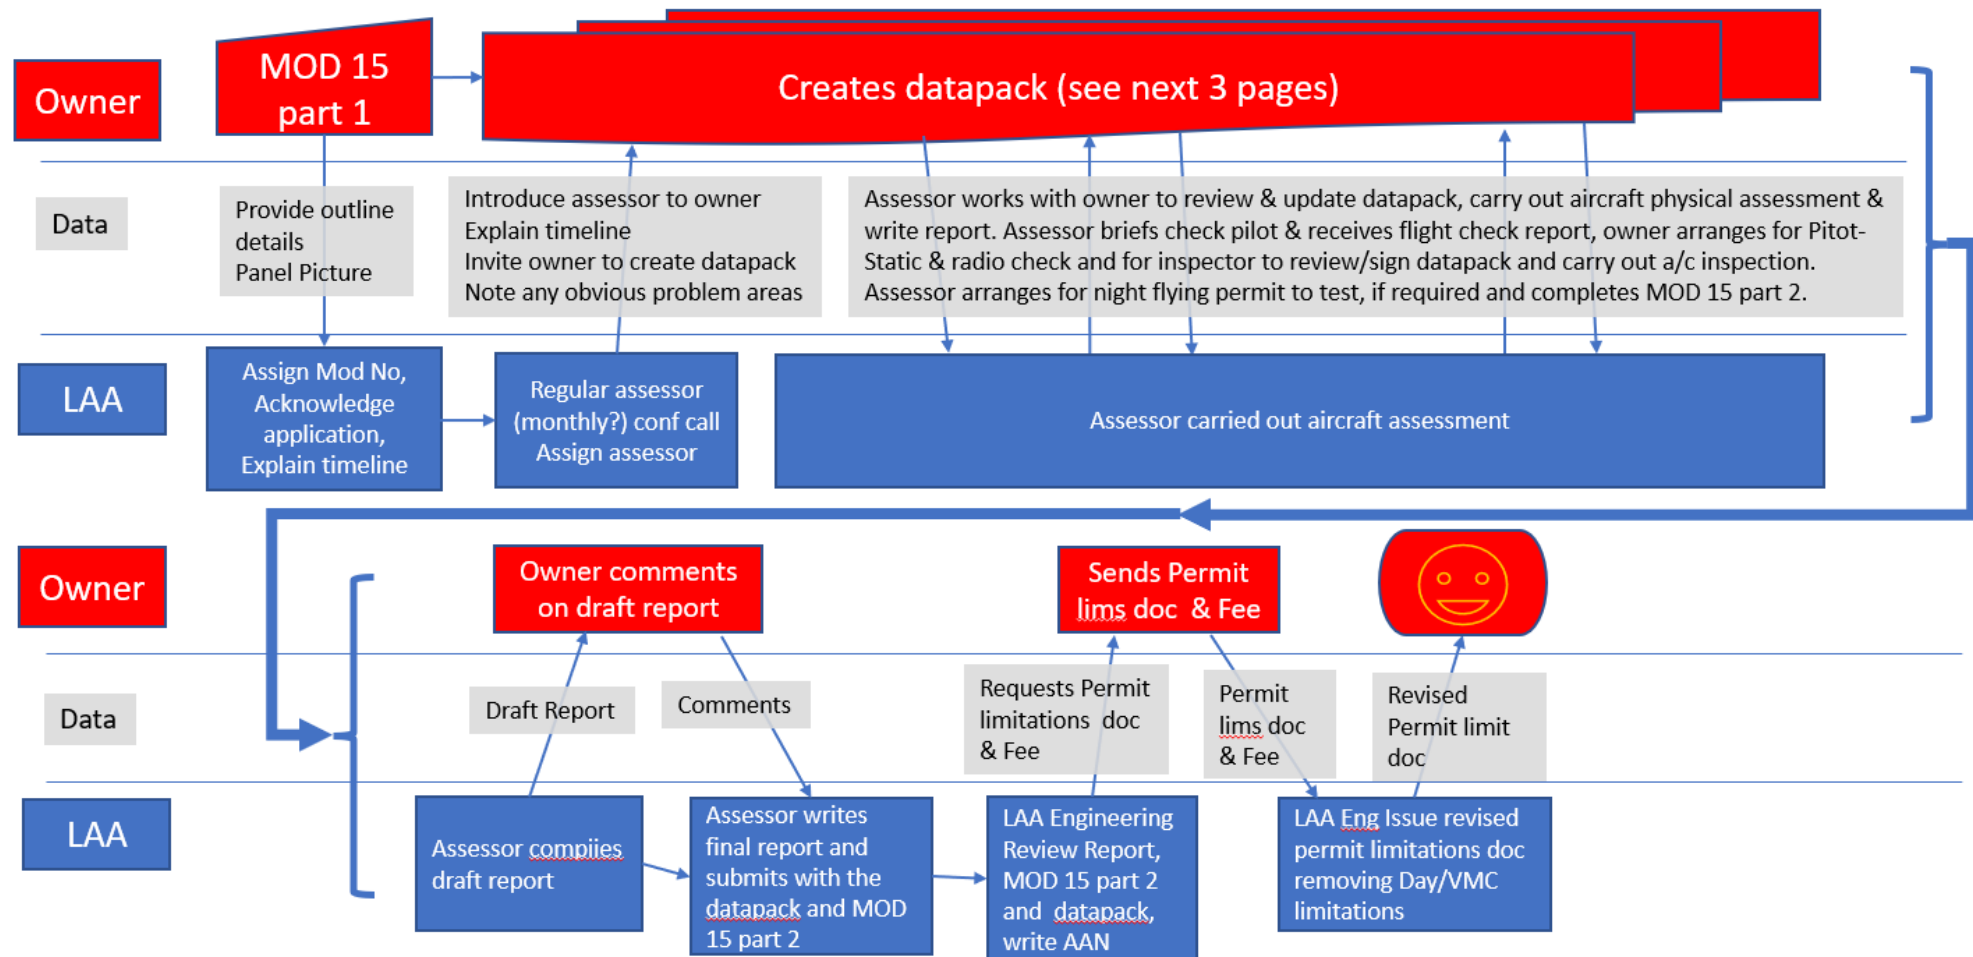 Owner
MOD 15
part 1
Creates datapack (see next 3 pages)
Data
Provide outline
details
Panel Picture
Introduce assessor to owner
Explain timeline
Invite owner to create datapack
Note any obvious problem areas
Assessor works with owner to review & update datapack, carry out aircraft physical assessment &
write report. Assessor briefs check pilot & receives flight check report, owner arranges for Pitot-
Static & radio check and for inspector to review/sign datapack and carry out a/c inspection.
Assessor arranges for night flying permit to test, if required and completes MOD 15 part 2.
LAA
Assign Mod No,
Acknowledge
application,
Explain timeline
Regular assessor
(monthly?) conf call
Assign assessor
Assessor carried out aircraft assessment
Owner
Owner comments
on draft report
Sends Permit
lims doc & Fee
Data
Draft Report
Comments
Requests Permit
limitations doc
& Fee
Permit
lims doc
& Fee
Revised
Permit limit
doc
LAA
Assessor compiies
draft report
Assessor writes
final report and
submits with the
datapack and MOD
15 part 2
LAA Engineering
Review Report,
MOD 15 part 2
and datapack,
write AAN
LAA Eng Issue revised
permit limitations doc
removing Day/VMC
limitations